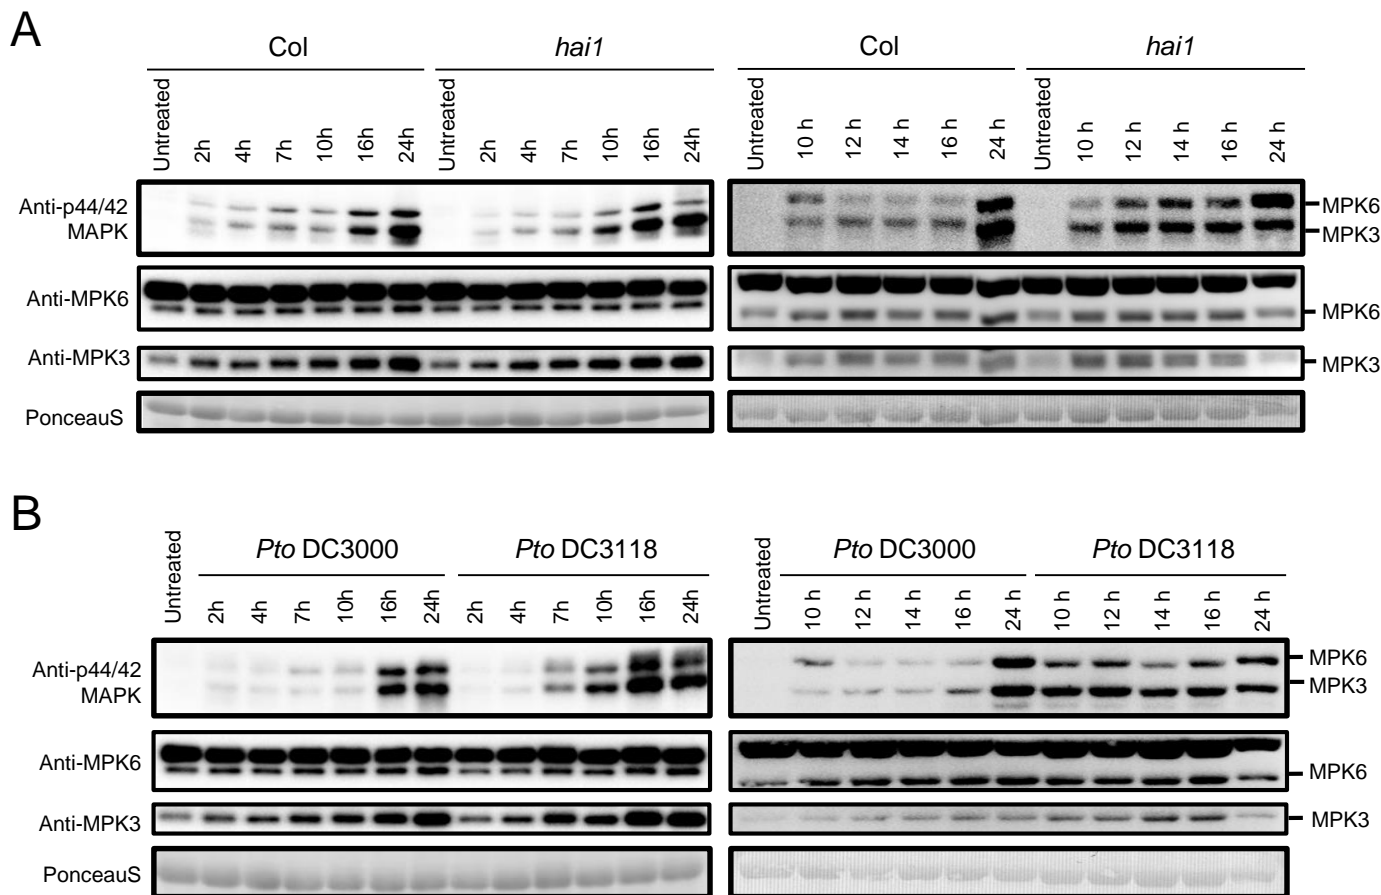 A
Col hai1 Col hai1
Untreated 2h 4h 7h 10h 16h 24h Untreated 2h 4h 7h 10h 16h 24h Untreated 10 h 12 h 14 h 16 h 24 h Untreated 10 h 12 h 14 h 16 h 24 h
Anti-p44/42
MAPK
MPK6
MPK3
Anti-MPK6
MPK6
Anti-MPK3
MPK3
PonceauS
B
Pto DC3000 Pto DC3118 Pto DC3000 Pto DC3118
Untreated 2h 4h 7h 10h 16h 24h 2h 4h 7h 10h 16h 24h Untreated 10 h 12 h 14 h 16 h 24 h 10 h 12 h 14 h 16 h 24 h
Anti-p44/42
MAPK
MPK6
MPK3
Anti-MPK6
MPK6
Anti-MPK3
MPK3
PonceauS